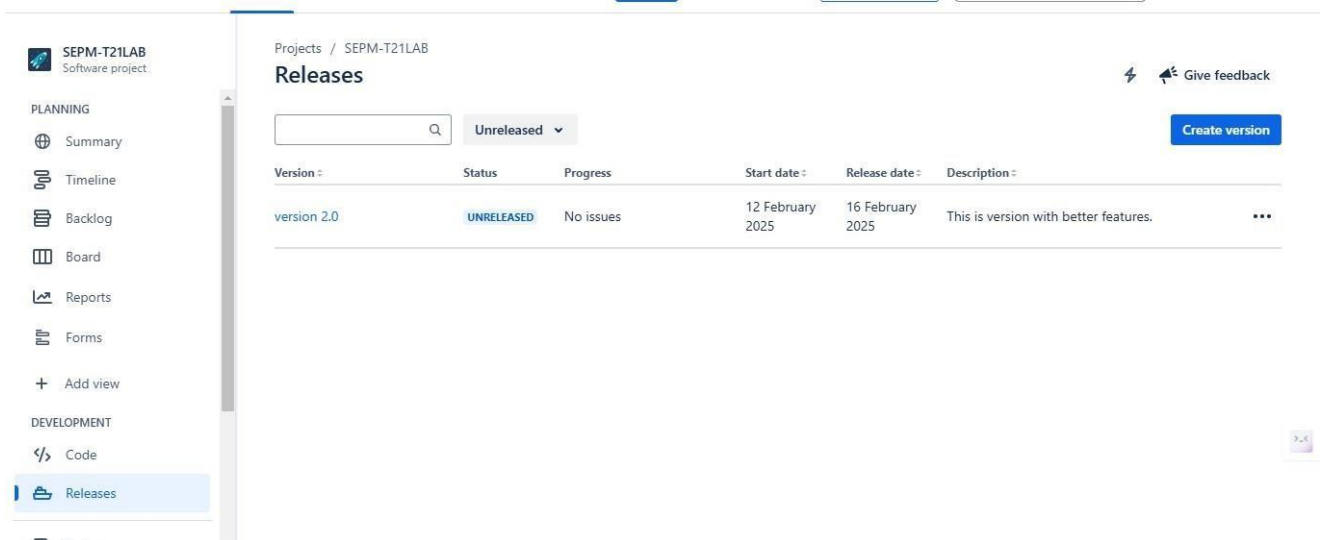 SEPM-T21LAB
Software project
PLANNING
Summary
Timeline
Backlog
Board
Reports
Forms
Add view
DEVELOPMENT
Code
Releases
Projects / SEPM-T21LAB
Releases
Give feedback
Unreleased
Create version
Version Status Progress Start date Release date Description
version 2.0 UNRELEASED No issues 12 February 2025 16 February 2025 This is version with better features.